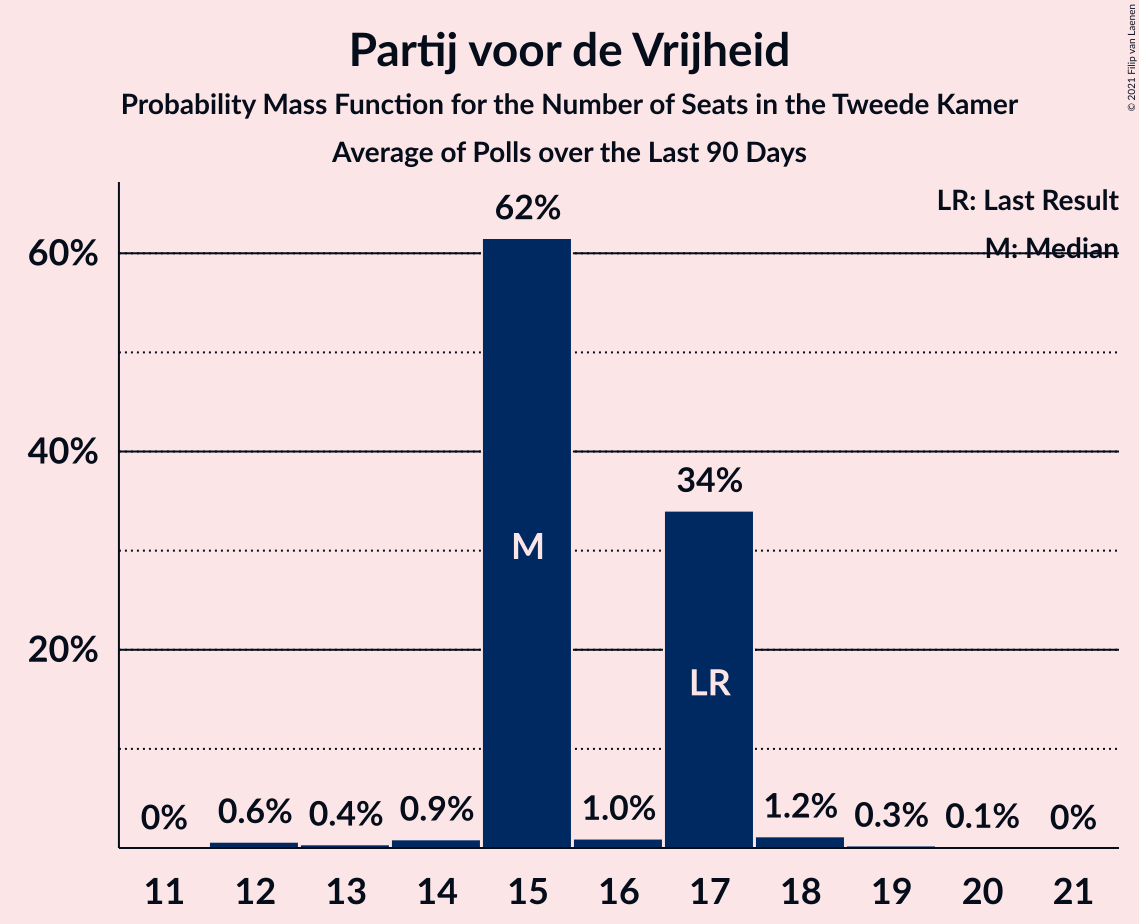 Partij voor de Vrijheid
Probability Mass Function for the Number of Seats in the Tweede Kamer
Average of Polls over the Last 90 Days
© 2021 Filip van Laenen
LR: Last Result
M: Median
60%
40%
20%
0%
0.6%
0.4%
0.9%
62%
M
1.0%
34%
LR
1.2%
0.3%
0.1%
0%
11 12 13 14 15 16 17 18 19 20 21